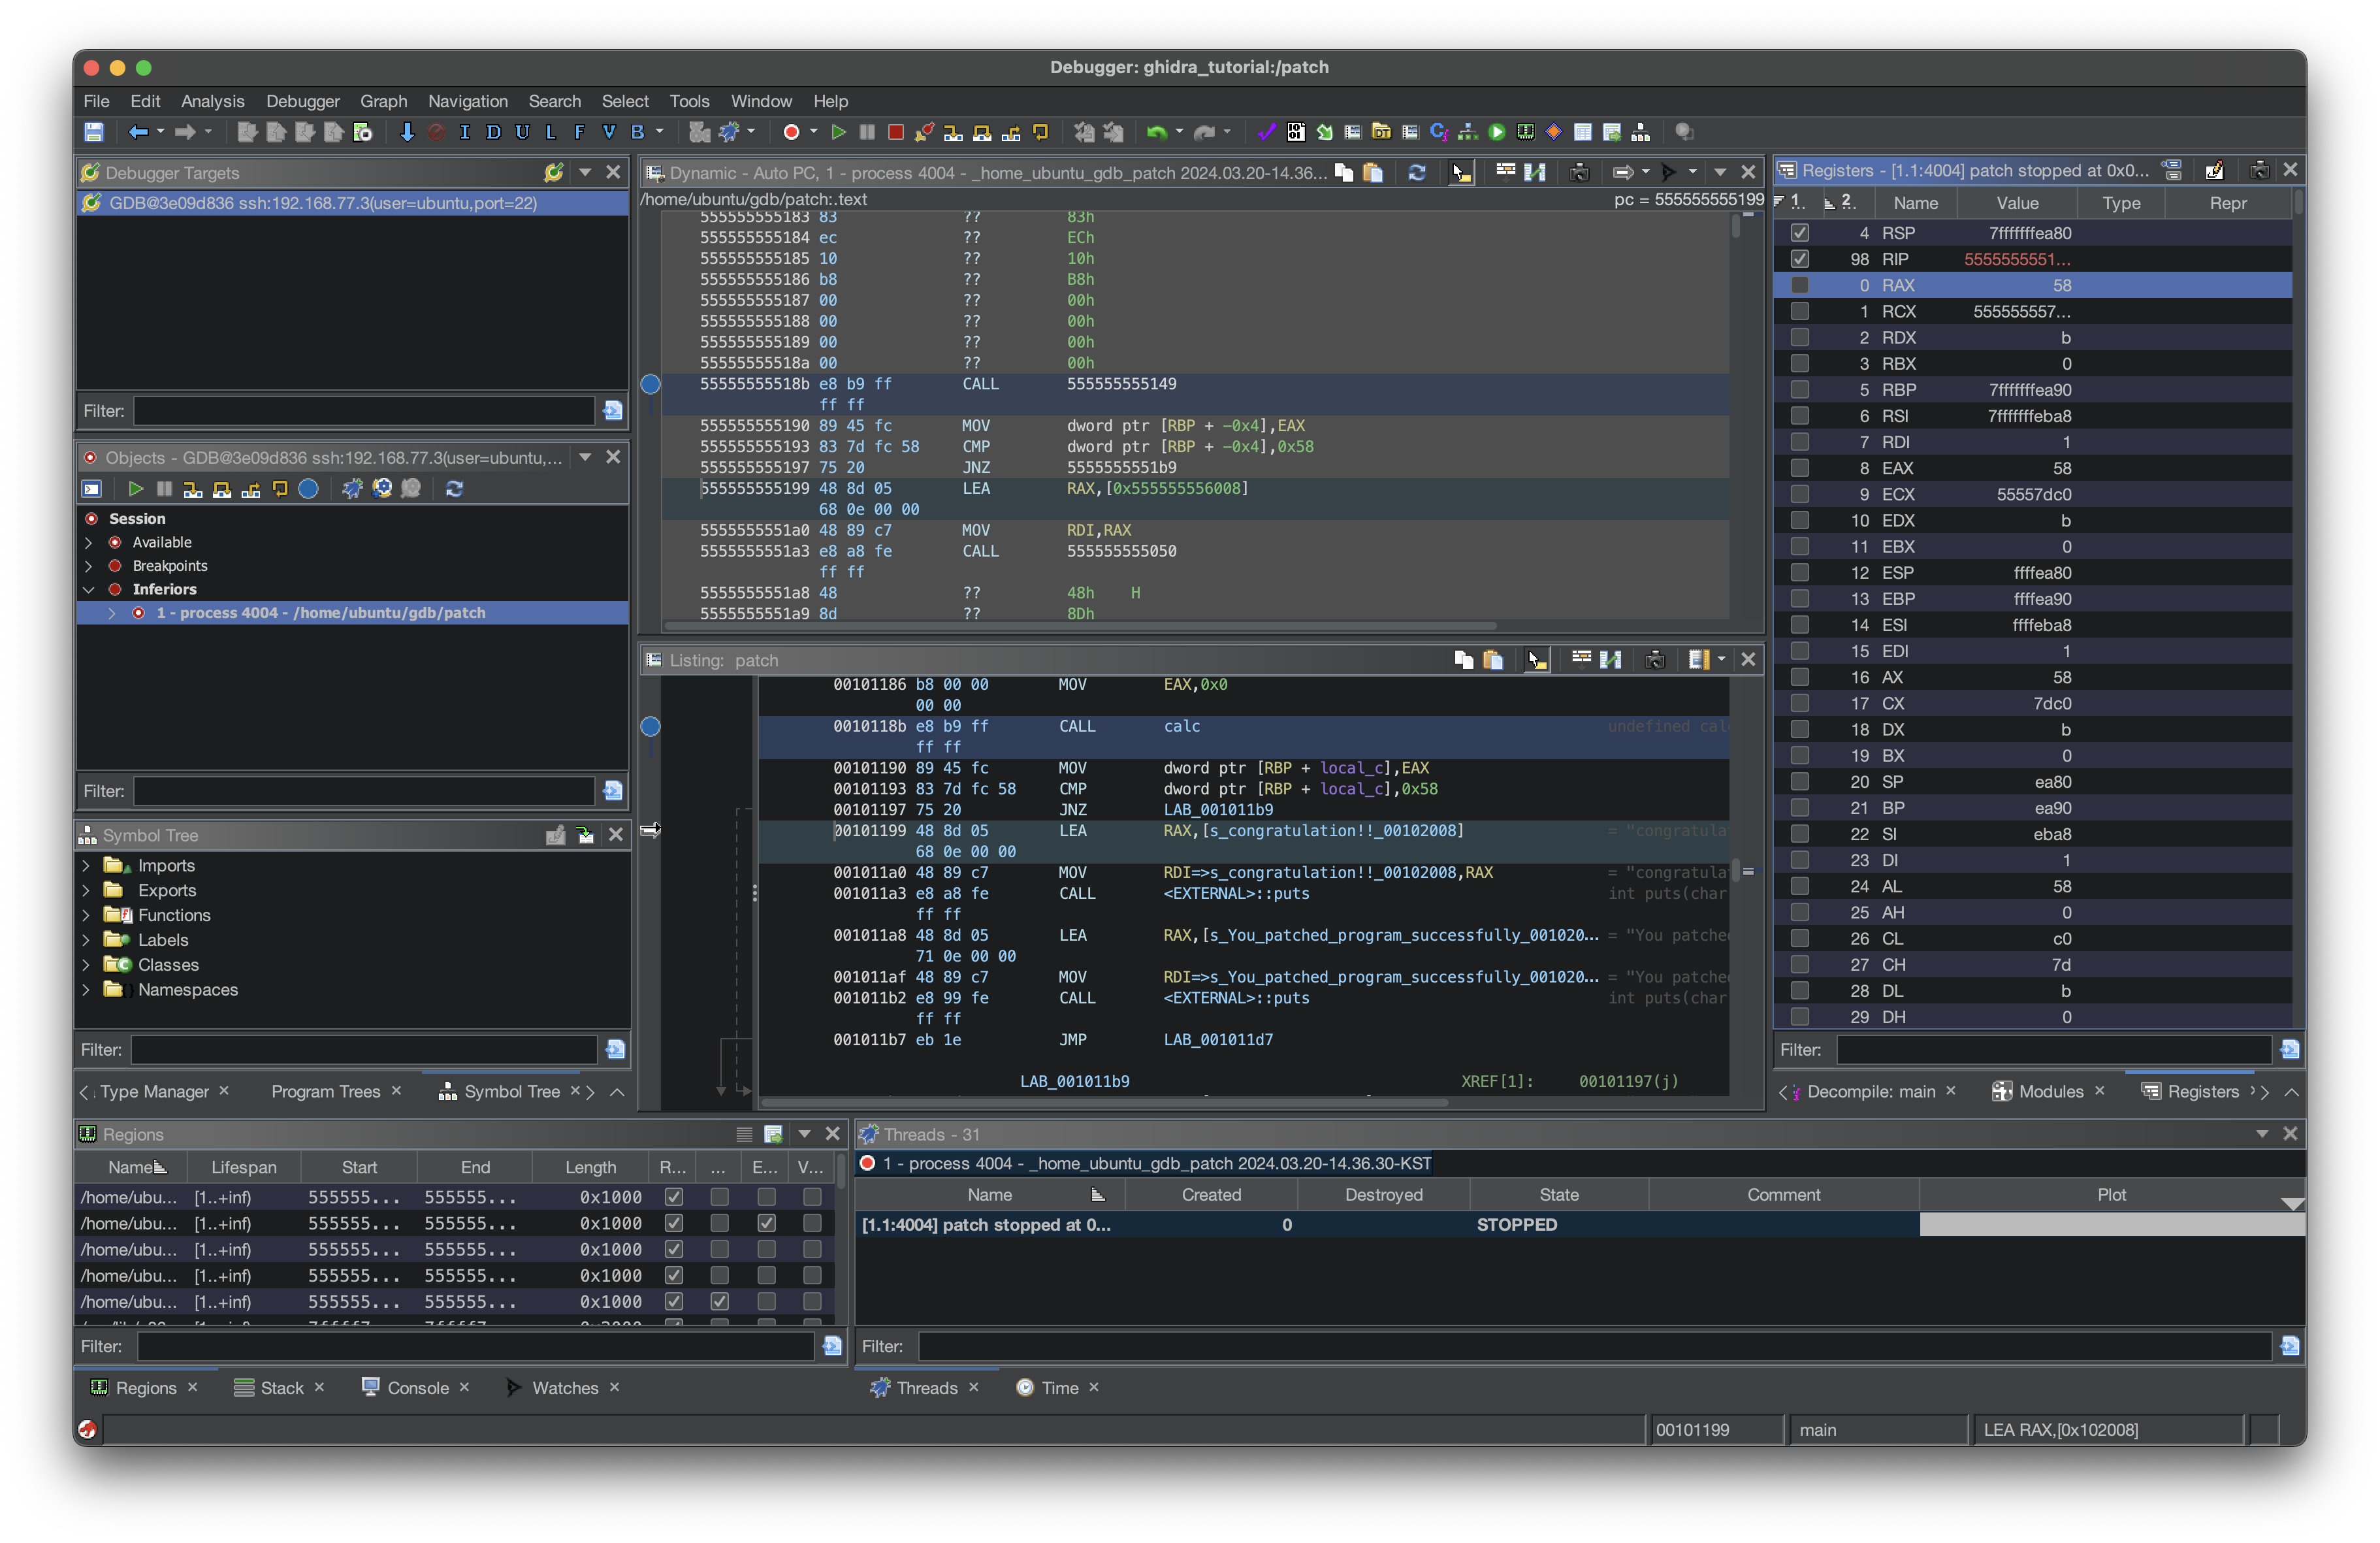 Debugger: ghidra_tutorial:/patch
File Edit Analysis Debugger Graph Navigation Search Select Tools Window Help
I D U L F V B
Debugger Targets
GDB@3e09d836 ssh:192.168.77.3(user=ubuntu,port=22)
Filter:
Objects - GDB@3e09d836 ssh:192.168.77.3(user=ubuntu,...
Session
Available
Breakpoints
Inferiors
1 - process 4004 - /home/ubuntu/gdb/patch
Filter:
Symbol Tree
Imports
Exports
Functions
Labels
Classes
Namespaces
Filter:
Type Manager × Program Trees × Symbol Tree ×
Dynamic - Auto PC, 1 - process 4004 - _home_ubuntu_gdb_patch 2024.03.20-14.36...
/home/ubuntu/gdb/patch:.text pc = 555555555199
555555555183 83 ?? 83h
555555555184 ec ?? ECh
555555555185 10 ?? 10h
555555555186 b8 ?? B8h
555555555187 00 ?? 00h
555555555188 00 ?? 00h
555555555189 00 ?? 00h
55555555518a 00 ?? 00h
55555555518b e8 b9 ff CALL 555555555149
ff ff
555555555190 89 45 fc MOV dword ptr [RBP + -0x4],EAX
555555555193 83 7d fc 58 CMP dword ptr [RBP + -0x4],0x58
555555555197 75 20 JNZ 5555555551b9
555555555199 48 8d 05 LEA RAX,[0x555555556008]
68 0e 00 00
5555555551a0 48 89 c7 MOV RDI,RAX
5555555551a3 e8 a8 fe CALL 555555555050
ff ff
5555555551a8 48 ?? 48h H
5555555551a9 8d ?? 8Dh
Listing: patch
00101186 b8 00 00 MOV EAX,0x0
00 00
0010118b e8 b9 ff CALL calc undefined cal
ff ff
00101190 89 45 fc MOV dword ptr [RBP + local_c],EAX
00101193 83 7d fc 58 CMP dword ptr [RBP + local_c],0x58
00101197 75 20 JNZ LAB_001011b9
00101199 48 8d 05 LEA RAX,[s_congratulation!!_00102008] = "congratula
68 0e 00 00
001011a0 48 89 c7 MOV RDI=>s_congratulation!!_00102008,RAX = "congratula
001011a3 e8 a8 fe CALL <EXTERNAL>::puts int puts(char
ff ff
001011a8 48 8d 05 LEA RAX,[s_You_patched_program_successfully_001020... = "You patche
71 0e 00 00
001011af 48 89 c7 MOV RDI=>s_You_patched_program_successfully_001020... = "You patche
001011b2 e8 99 fe CALL <EXTERNAL>::puts int puts(char
ff ff
001011b7 eb 1e JMP LAB_001011d7
LAB_001011b9 XREF[1]: 00101197(j)
Registers - [1.1:4004] patch stopped at 0x0...
1.. 2.. Name Value Type Repr
4 RSP 7fffffffea80
98 RIP 5555555551...
0 RAX 58
1 RCX 555555557...
2 RDX b
3 RBX 0
5 RBP 7fffffffea90
6 RSI 7fffffffeba8
7 RDI 1
8 EAX 58
9 ECX 55557dc0
10 EDX b
11 EBX 0
12 ESP ffffea80
13 EBP ffffea90
14 ESI ffffeba8
15 EDI 1
16 AX 58
17 CX 7dc0
18 DX b
19 BX 0
20 SP ea80
21 BP ea90
22 SI eba8
23 DI 1
24 AL 58
25 AH 0
26 CL c0
27 CH 7d
28 DL b
29 DH 0
Filter:
Decompile: main × Modules × Registers
Regions
Name Lifespan Start End Length R... ... E... V...
/home/ubu... [1..+inf) 555555... 555555... 0x1000
/home/ubu... [1..+inf) 555555... 555555... 0x1000
/home/ubu... [1..+inf) 555555... 555555... 0x1000
/home/ubu... [1..+inf) 555555... 555555... 0x1000
/home/ubu... [1..+inf) 555555... 555555... 0x1000
Filter:
Regions × Stack × Console × Watches ×
Threads - 31
1 - process 4004 - _home_ubuntu_gdb_patch 2024.03.20-14.36.30-KST
Name Created Destroyed State Comment Plot
[1.1:4004] patch stopped at 0... 0 STOPPED
Filter:
Threads × Time ×
00101199 main LEA RAX,[0x102008]